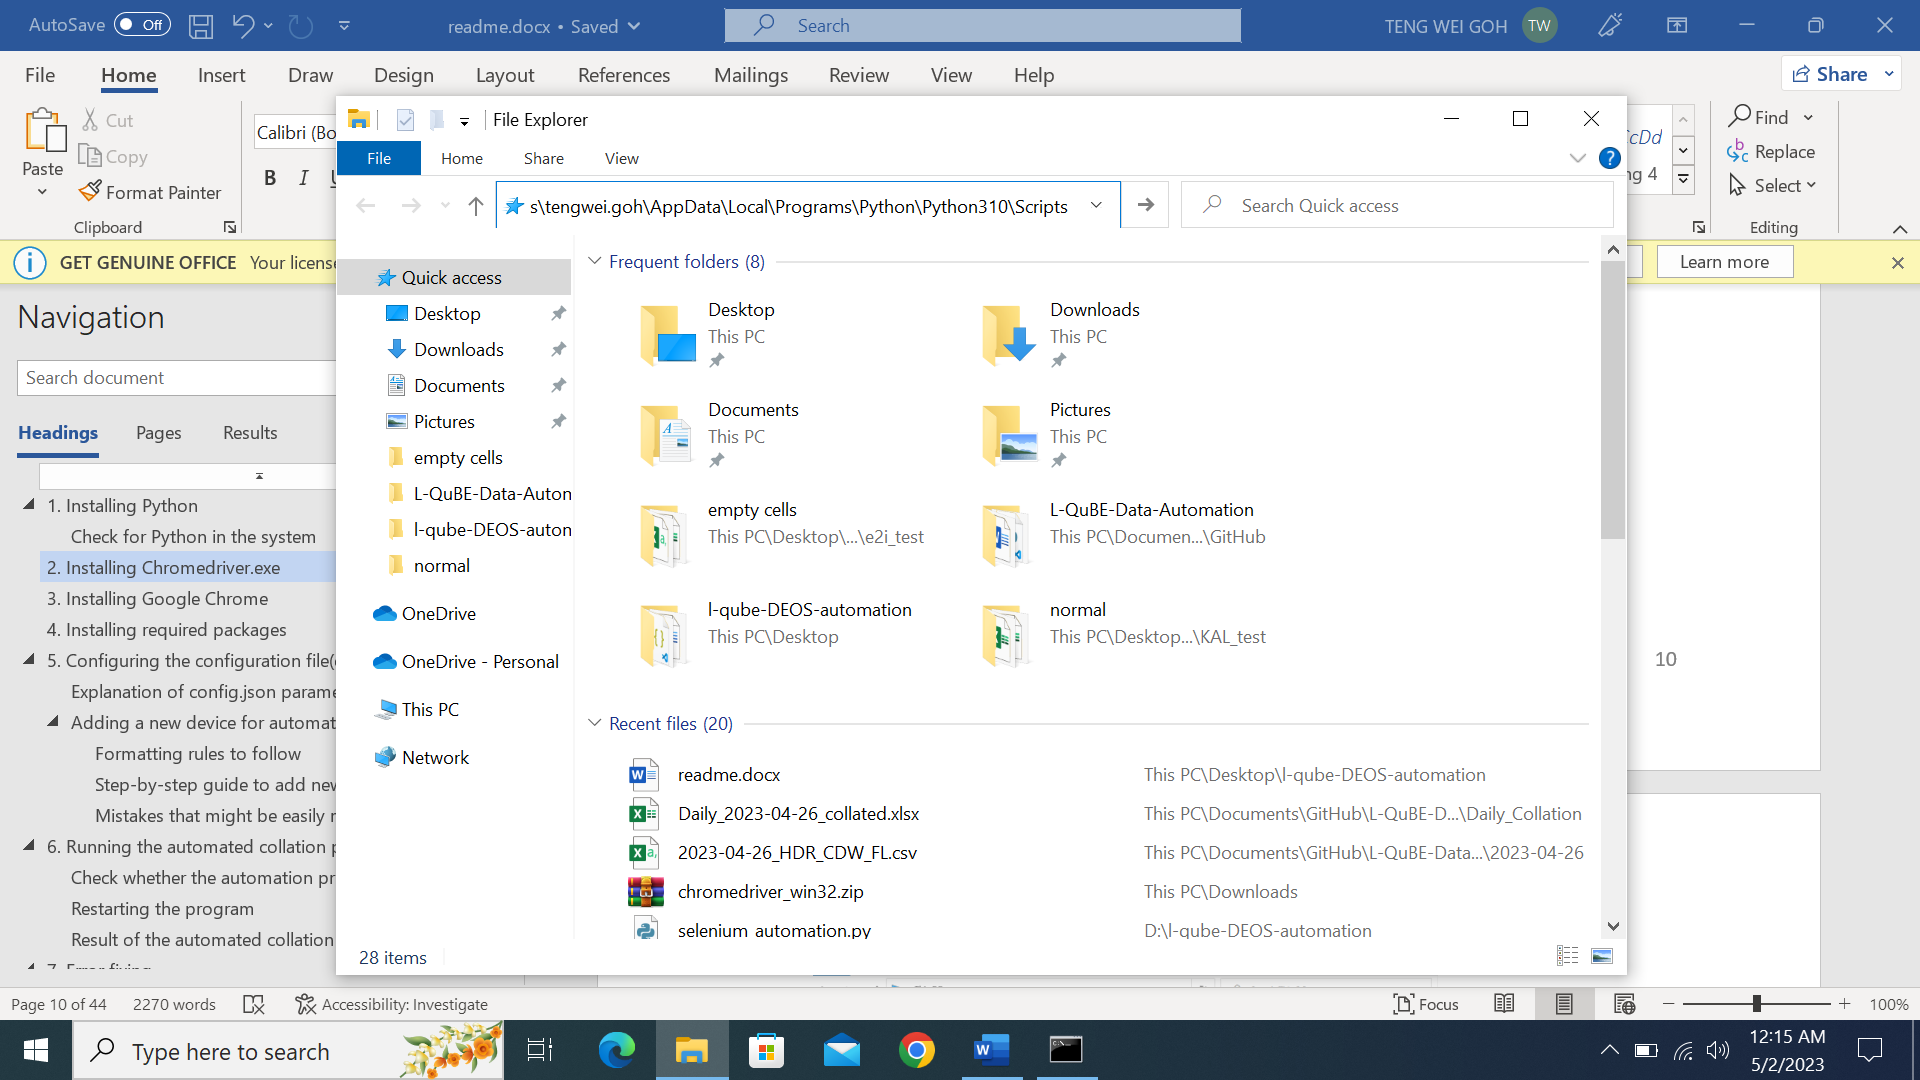 AutoSave Off readme.docx • Saved Search TENG WEI GOH TW
File Home Insert Draw Design Layout References Mailings Review View Help Share
Paste
Cut
Copy
Format Painter
Clipboard
Calibri (Bo
B I U
Find
Replace
Select
Editing
ng 4
GET GENUINE OFFICE Your license
Learn more
Navigation
Search document
Headings Pages Results
1. Installing Python
Check for Python in the system
2. Installing Chromedriver.exe
3. Installing Google Chrome
4. Installing required packages
5. Configuring the configuration file(
Explanation of config.json parame
Adding a new device for automat
Formatting rules to follow
Step-by-step guide to add new
Mistakes that might be easily
6. Running the automated collation p
Check whether the automation pr
Restarting the program
Result of the automated collation
File Explorer
File Home Share View
?
s\tengwei.goh\AppData\Local\Programs\Python\Python310\Scripts
Search Quick access
Quick access
Desktop
Downloads
Documents
Pictures
empty cells
L-QuBE-Data-Auton
l-qube-DEOS-auton
normal
OneDrive
OneDrive - Personal
This PC
Network
Frequent folders (8)
Desktop
This PC
Downloads
This PC
Documents
This PC
Pictures
This PC
empty cells
This PC\Desktop\...\e2i_test
L-QuBE-Data-Automation
This PC\Documen...\GitHub
l-qube-DEOS-automation
This PC\Desktop
normal
This PC\Desktop...\KAL_test
Recent files (20)
readme.docx This PC\Desktop\l-qube-DEOS-automation
Daily_2023-04-26_collated.xlsx This PC\Documents\GitHub\L-QuBE-D...\Daily_Collation
2023-04-26_HDR_CDW_FL.csv This PC\Documents\GitHub\L-QuBE-Data...\2023-04-26
chromedriver_win32.zip This PC\Downloads
selenium_automation.py D:\l-qube-DEOS-automation
28 items
10
Page 10 of 44 2270 words Accessibility: Investigate Focus 100%
Type here to search
12:15 AM
5/2/2023